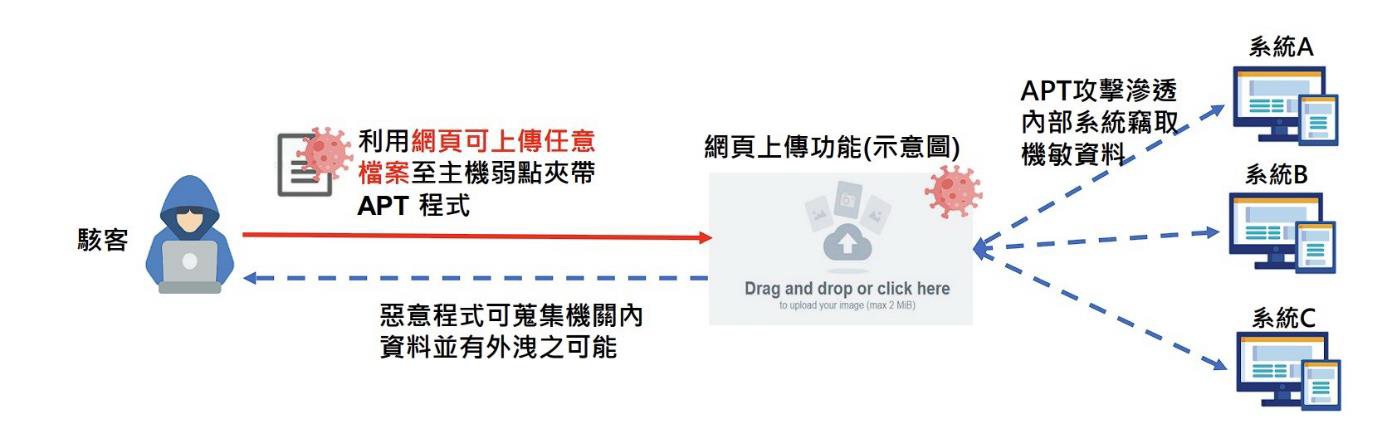 駭客
利用網頁可上傳任意
檔案至主機弱點夾帶
APT 程式
惡意程式可蒐集機關內
資料並有外洩之可能
網頁上傳功能(示意圖)
Drag and drop or click here
to upload your image (max 2 MiB)
APT攻擊滲透
內部系統竊取
機敏資料
系統A
系統B
系統C